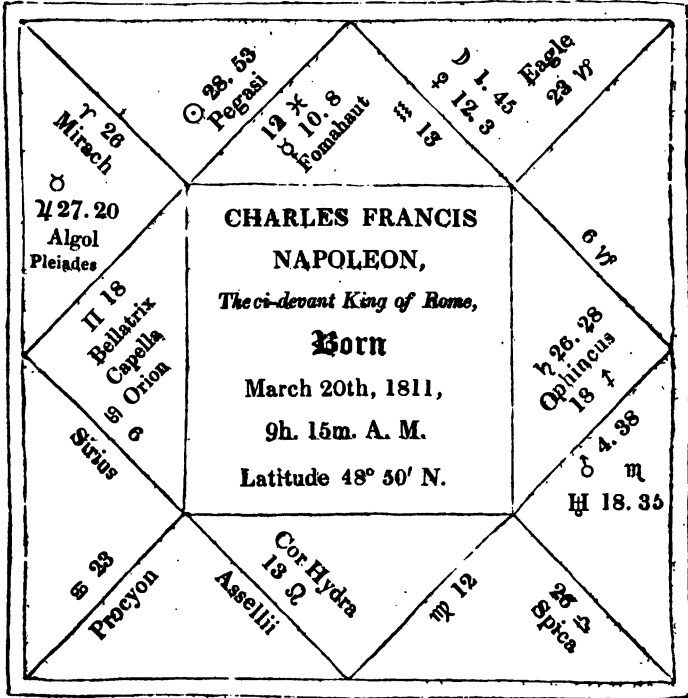 ☉ 28. 53
Pegasi
12 ♓
☿ 10. 8
Fomahaut
♒ 13
☽ 1. 45
⊕ 12. 3
Eagle
23 ♑
♈ 26
Mirach
♉
♃ 27. 20
Algol
Pleiades
CHARLES FRANCIS
NAPOLEON,
The ci-devant King of Rome,
Born
March 20th, 1811,
9h. 15m. A. M.
Latitude 48° 50′ N.
6 ♑
♄ 26. 28
Ophincus
18 ♐
♊ 18
Bellatrix
Capella
Orion
♋ 6
Sirius
♂ 4. 38
♏
♅ 18. 35
♋ 23
Procyon
Assellii
Cor Hydra
13 ♌
♍ 12
26 ♎
Spica